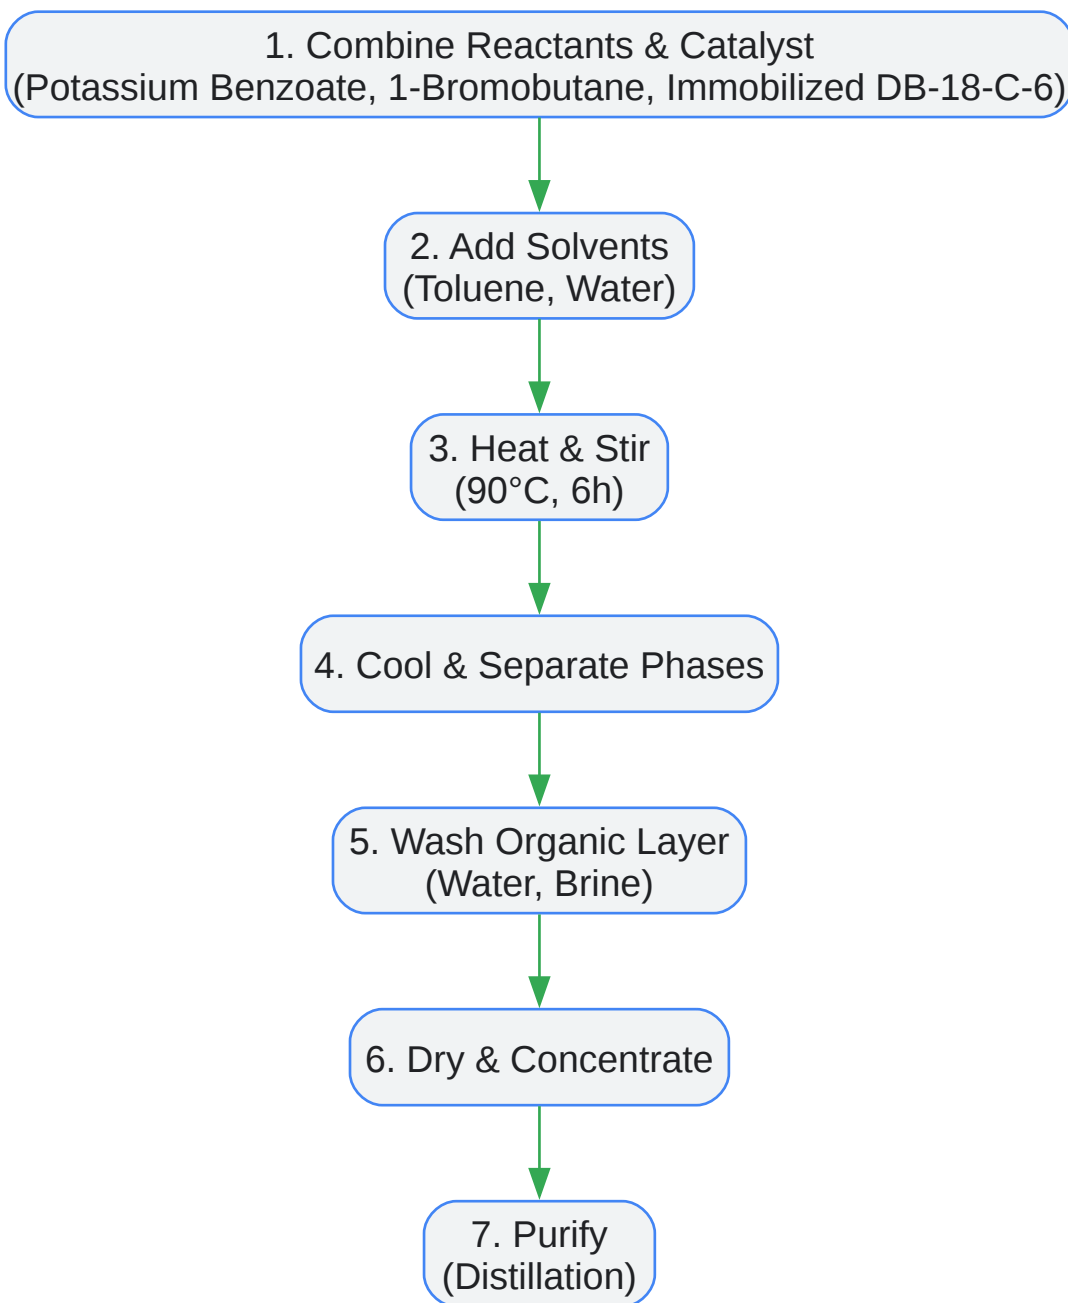 1. Combine Reactants & Catalyst
(Potassium Benzoate, 1-Bromobutane, Immobilized DB-18-C-6)
2. Add Solvents
(Toluene, Water)
3. Heat & Stir
(90°C, 6h)
4. Cool & Separate Phases
5. Wash Organic Layer
(Water, Brine)
6. Dry & Concentrate
7. Purify
(Distillation)